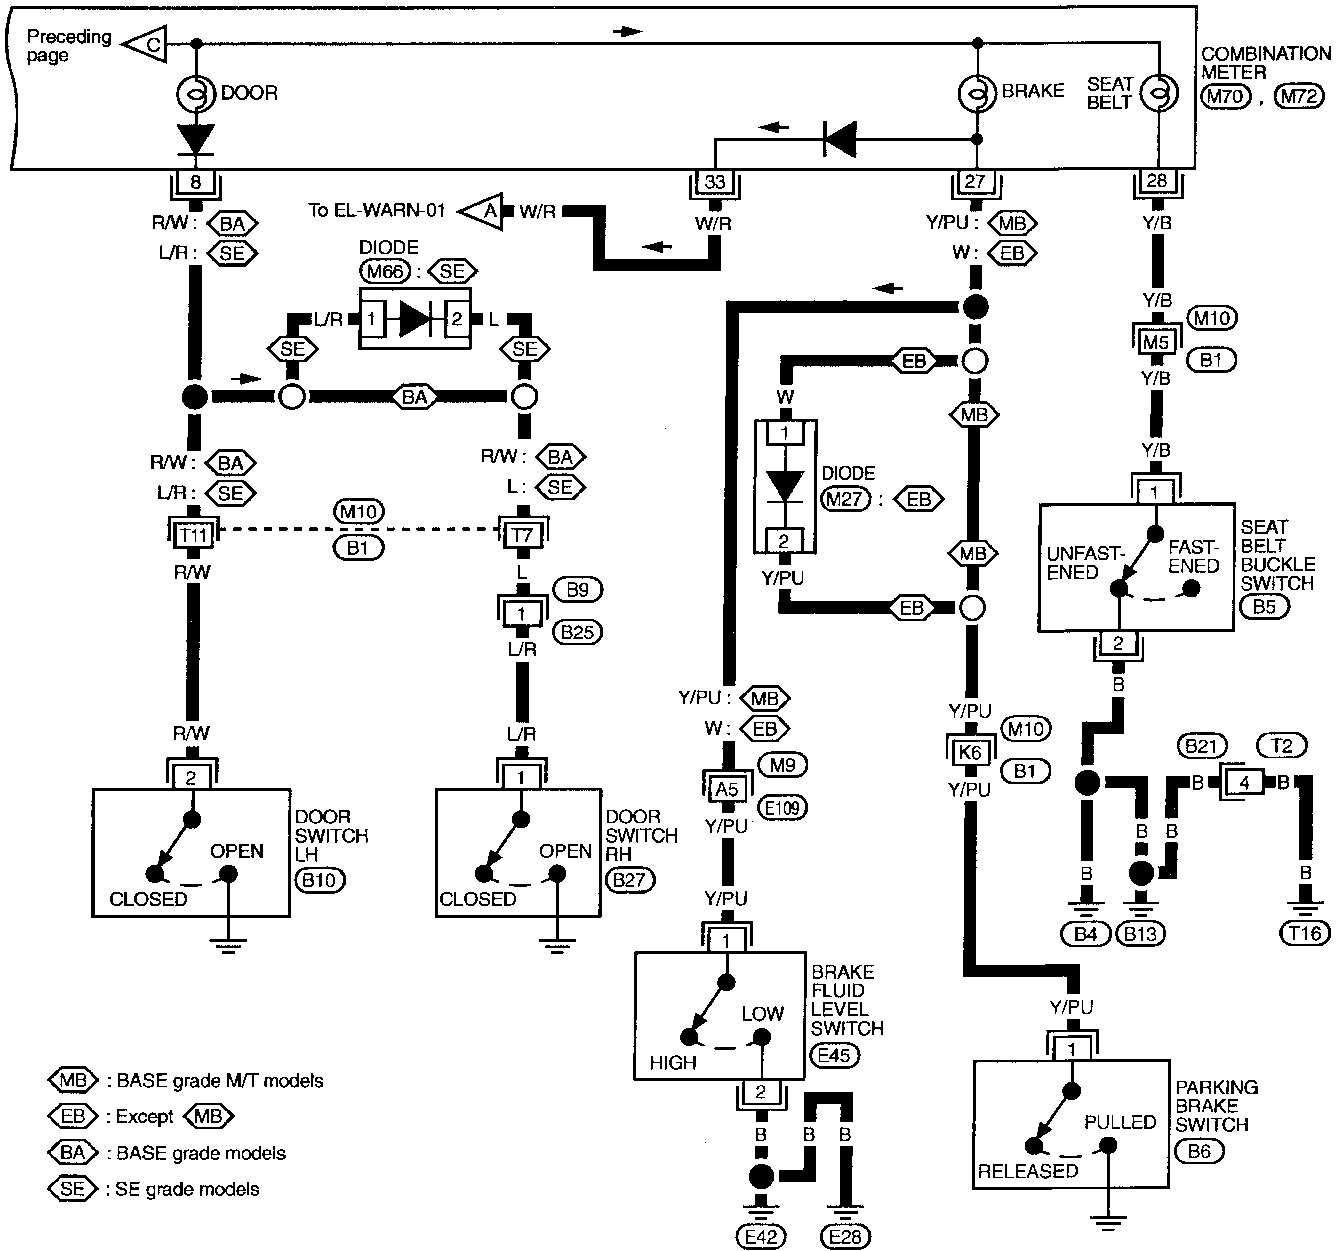 Preceding
page
C
DOOR
BRAKE
SEAT
BELT
COMBINATION
METER
M70 , M72
8
33
27
28
R/W : BA
L/R : SE
To EL-WARN-01
A
W/R
W/R
Y/PU : MB
W : EB
Y/B
DIODE
M66 : SE
L/R
1
2
L
SE
SE
BA
Y/B
M10
M5
B1
Y/B
EB
W
MB
1
DIODE
M27 : EB
2
Y/PU
MB
EB
R/W : BA
L/R : SE
R/W : BA
L : SE
M10
T11
T7
B1
R/W
L
B9
1
B25
L/R
Y/B
1
UNFAST-
ENED
FAST-
ENED
SEAT
BELT
BUCKLE
SWITCH
B5
2
B
Y/PU : MB
W : EB
Y/PU
M10
K6
B1
Y/PU
R/W
L/R
M9
A5
E109
Y/PU
B21
T2
B
4
B
B
B
B
B
B4
B13
T16
2
DOOR
SWITCH
LH
B10
OPEN
CLOSED
1
DOOR
SWITCH
RH
B27
OPEN
CLOSED
Y/PU
1
BRAKE
FLUID
LEVEL
SWITCH
E45
LOW
HIGH
2
B
B
B
E42
E28
Y/PU
1
PARKING
BRAKE
SWITCH
B6
PULLED
RELEASED
MB : BASE grade M/T models
EB : Except MB
BA : BASE grade models
SE : SE grade models